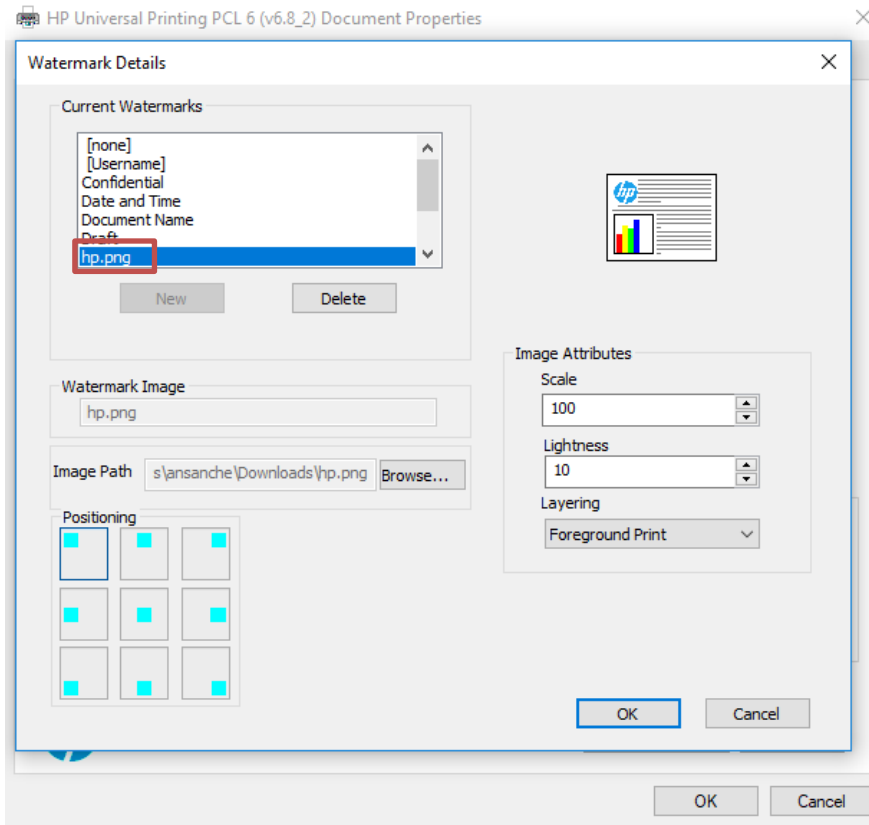 HP Universal Printing PCL 6 (v6.8_2) Document Properties
Watermark Details
Current Watermarks
[none]
[Username]
Confidential
Date and Time
Document Name
Draft
hp.png
New
Delete
hp
Watermark Image
hp.png
Image Path
s\ansanche\Downloads\hp.png
Browse...
Positioning
Image Attributes
Scale
100
Lightness
10
Layering
Foreground Print
OK
Cancel
OK
Cancel